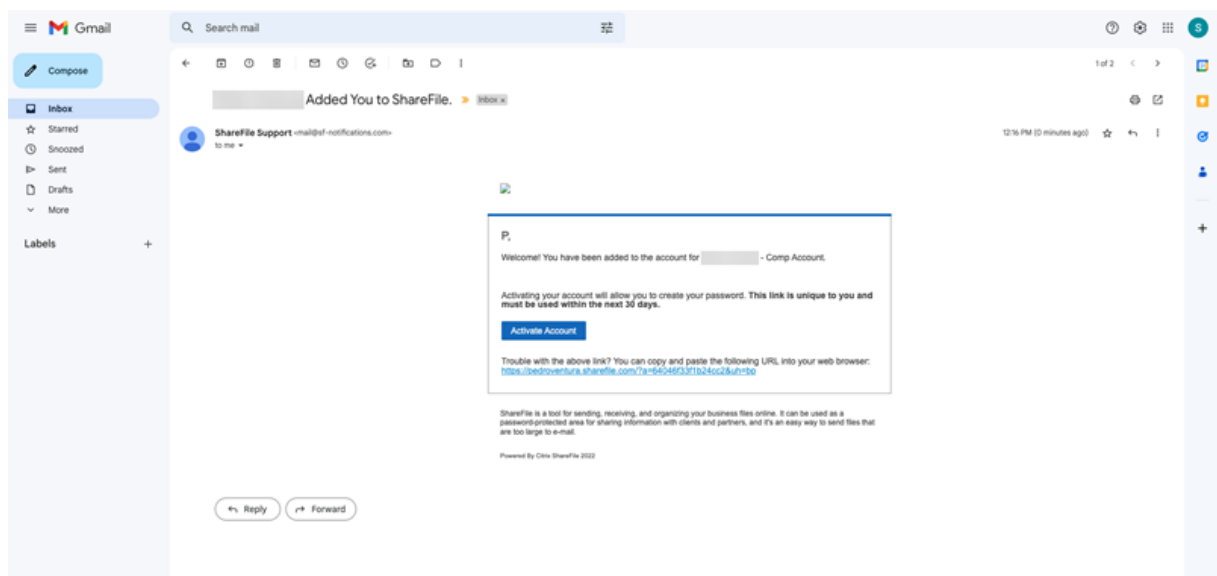 Gmail
Search mail
Compose
1 of 2
Inbox
Starred
Snoozed
Sent
Drafts
More
Labels
Added You to ShareFile.
Inbox x
ShareFile Support <mail@sf-notifications.com>
to me
12:16 PM (0 minutes ago)
S
P,
Welcome! You have been added to the account for - Comp Account.
Activating your account will allow you to create your password. This link is unique to you and
must be used within the next 30 days.
Activate Account
Trouble with the above link? You can copy and paste the following URL into your web browser:
https://pedroventura.sharefile.com/?a=64046f33f1b24cc2&uh=bp
ShareFile is a tool for sending, receiving, and organizing your business files online. It can be used as a
password-protected area for sharing information with clients and partners, and it's an easy way to send files that
are too large to e-mail.
Powered By Citrix ShareFile 2022
Reply
Forward